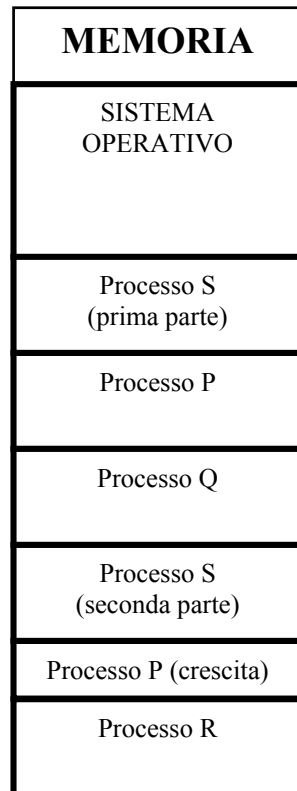 MEMORIA
SISTEMA
OPERATIVO
Processo S
(prima parte)
Processo P
Processo Q
Processo S
(seconda parte)
Processo P (crescita)
Processo R